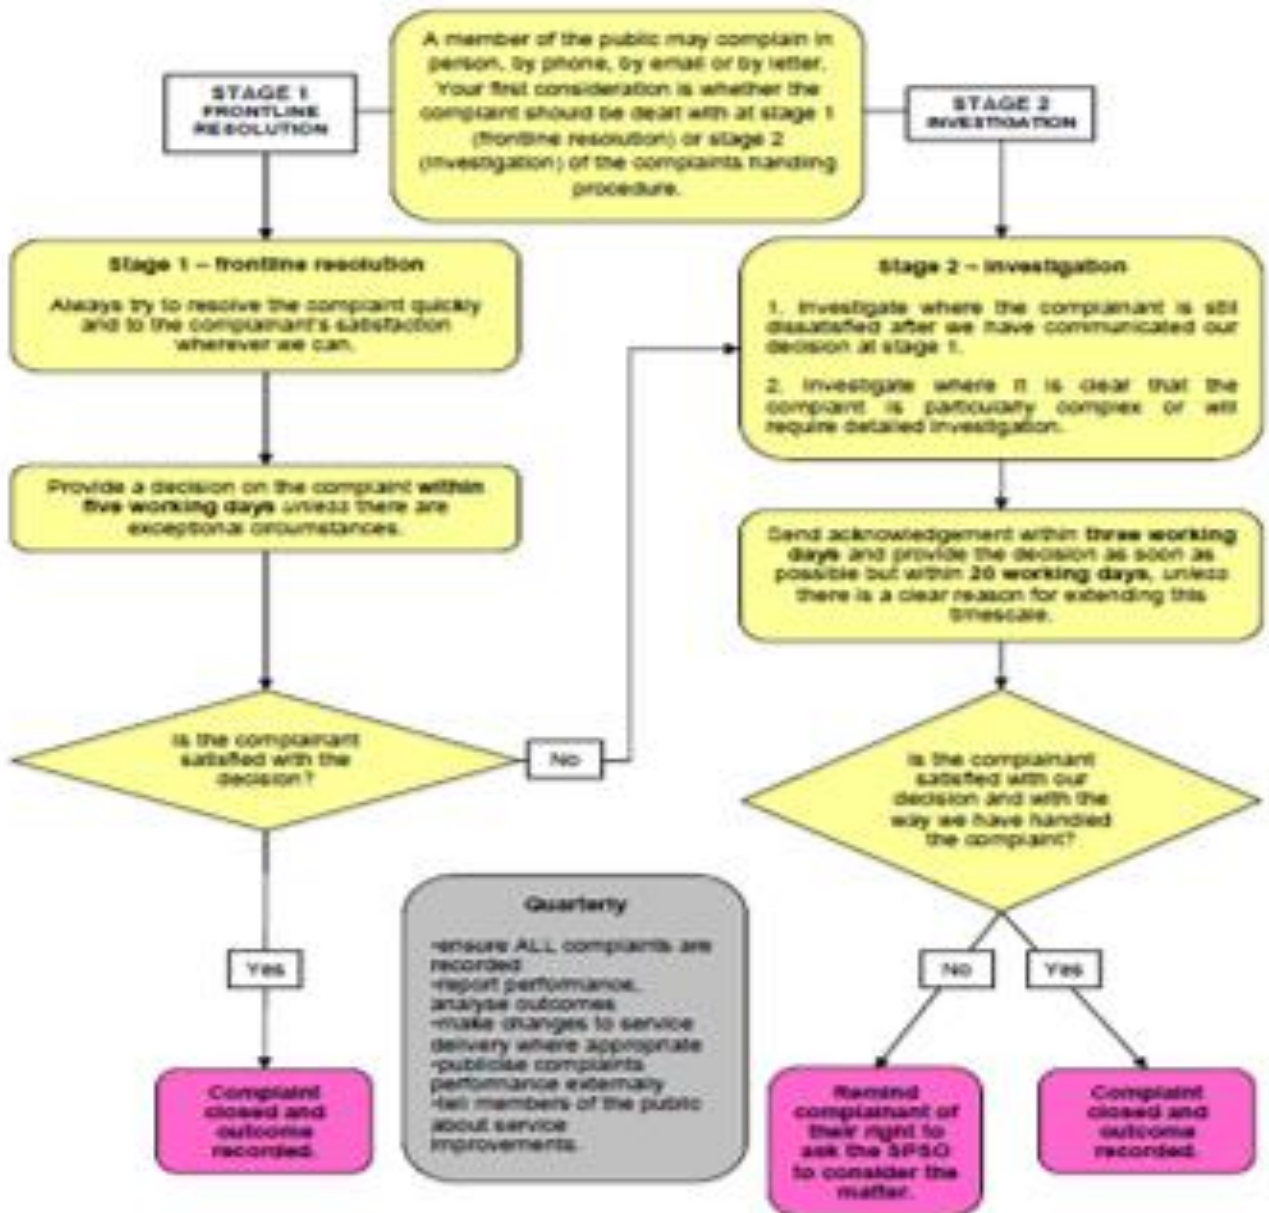 A member of the public may complain in
person, by phone, by email or by letter.
Your first consideration is whether the
complaint should be dealt with at stage 1
(frontline resolution) or stage 2
(investigation) of the complaints handling
procedure.
STAGE 1
FRONTLINE
RESOLUTION
STAGE 2
INVESTIGATION
Stage 1 – frontline resolution
Always try to resolve the complaint quickly
and to the complainant's satisfaction
wherever we can.
Provide a decision on the complaint within
five working days unless there are
exceptional circumstances.
Is the complainant
satisfied with the
decision?
No
Yes
Complaint
closed and
outcome
recorded.
Stage 2 – investigation
1. Investigate where the complainant is still
dissatisfied after we have communicated our
decision at stage 1.
2. Investigate where it is clear that the
complaint is particularly complex or will
require detailed investigation.
Send acknowledgement within three working
days and provide the decision as soon as
possible but within 20 working days, unless
there is a clear reason for extending this
timescale.
Is the complainant
satisfied with our
decision and with the
way we have handled
the complaint?
No
Yes
Remind
complainant of
their right to
ask the SPSO
to consider the
matter.
Complaint
closed and
outcome
recorded.
Quarterly
•ensure ALL complaints are
recorded
•report performance,
analyse outcomes
•make changes to service
delivery where appropriate
•publicise complaints
performance externally
•tell members of the public
about service
improvements.